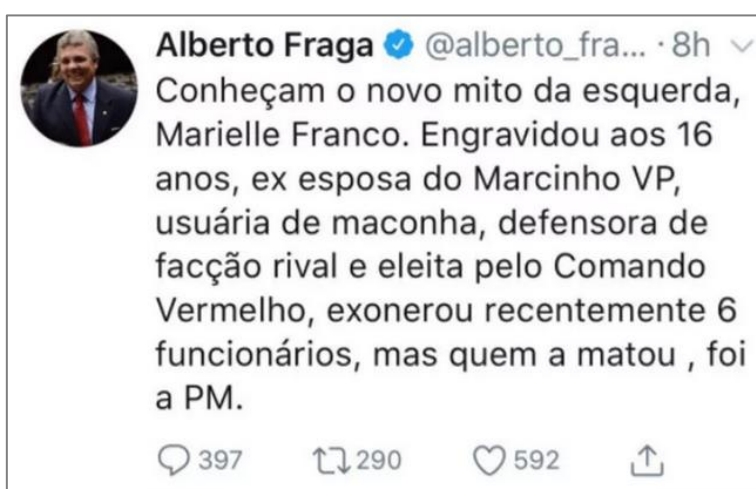 Alberto Fraga @alberto_fra... · 8h
Conheçam o novo mito da esquerda,
Marielle Franco. Engravidou aos 16
anos, ex esposa do Marcinho VP,
usuária de maconha, defensora de
facção rival e eleita pelo Comando
Vermelho, exonerou recentemente 6
funcionários, mas quem a matou , foi
a PM.
397 290 592